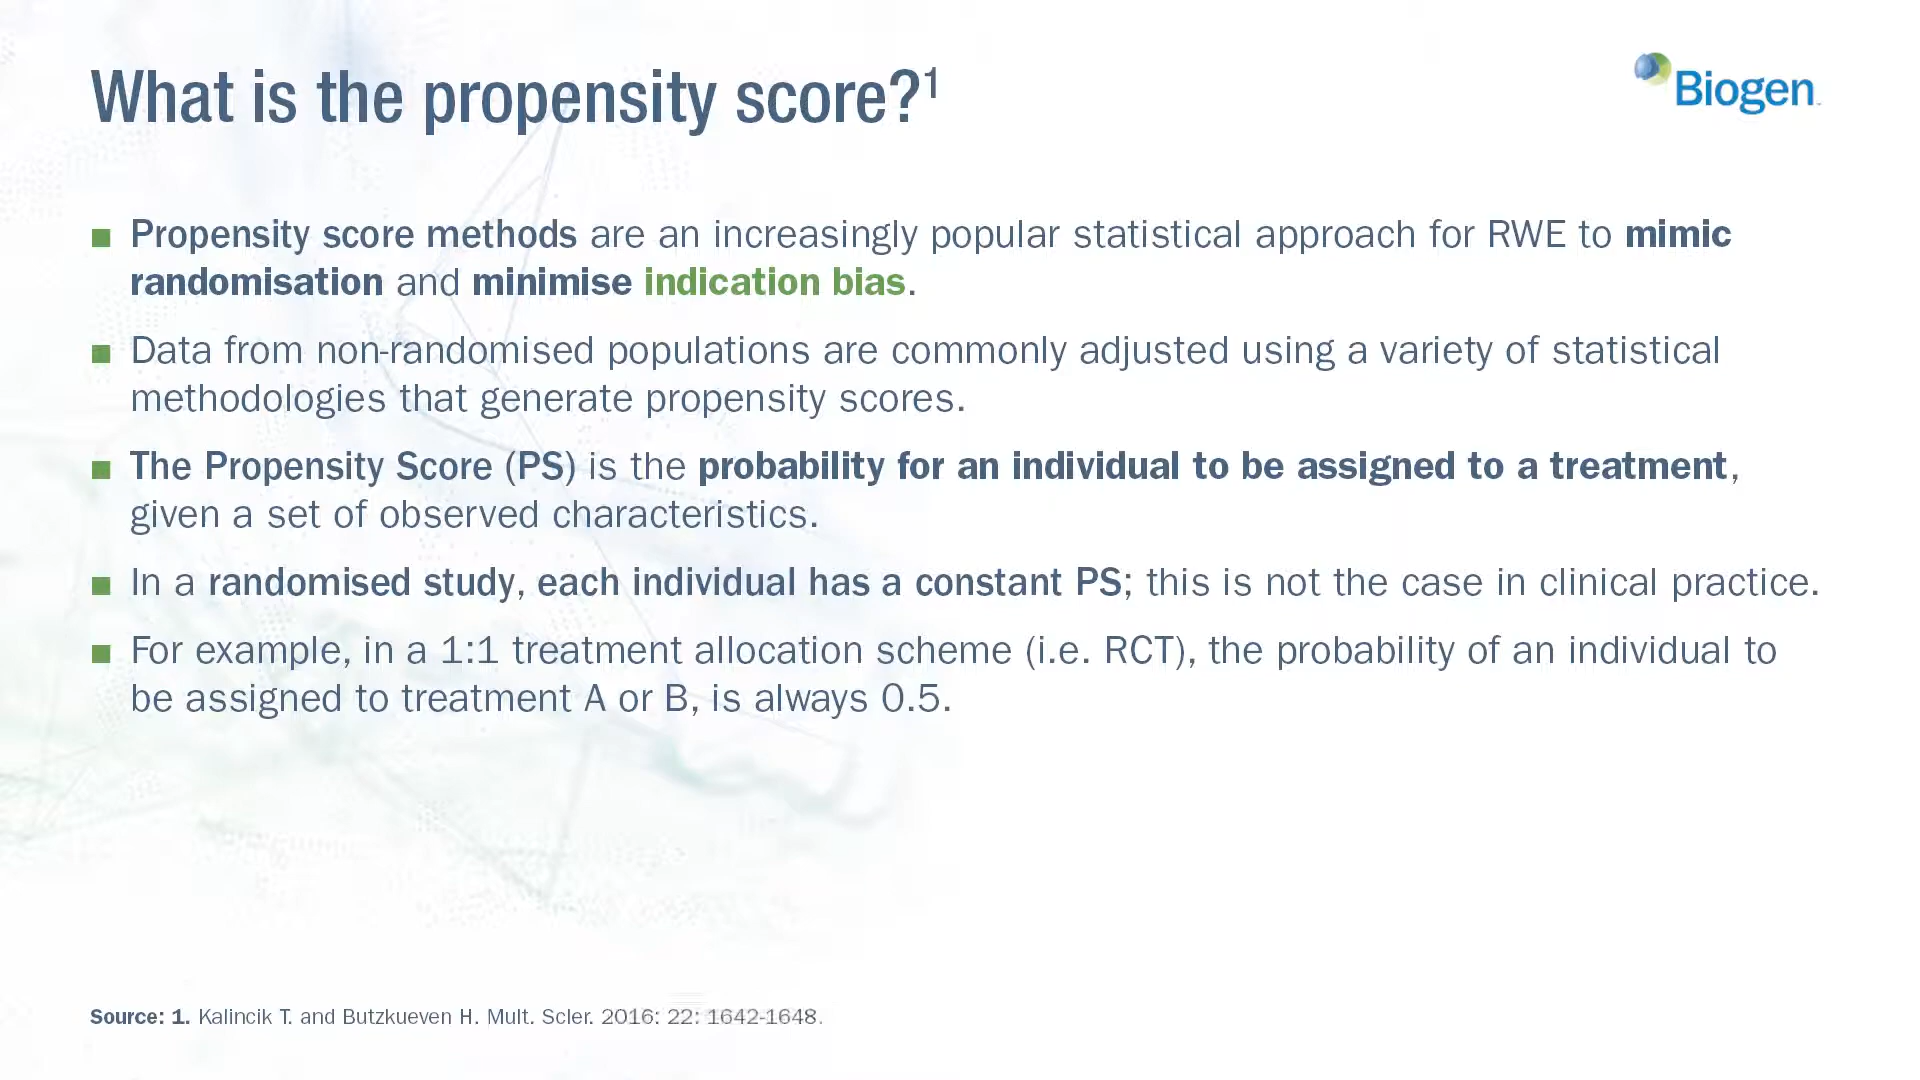 What is the propensity score?¹
Biogen
■ Propensity score methods are an increasingly popular statistical approach for RWE to mimic
randomisation and minimise indication bias.
■ Data from non-randomised populations are commonly adjusted using a variety of statistical
methodologies that generate propensity scores.
■ The Propensity Score (PS) is the probability for an individual to be assigned to a treatment,
given a set of observed characteristics.
■ In a randomised study, each individual has a constant PS; this is not the case in clinical practice.
■ For example, in a 1:1 treatment allocation scheme (i.e. RCT), the probability of an individual to
be assigned to treatment A or B, is always 0.5.
Source: 1. Kalincik T. and Butzkueven H. Mult. Scler. 2016: 22: 1642-1648.